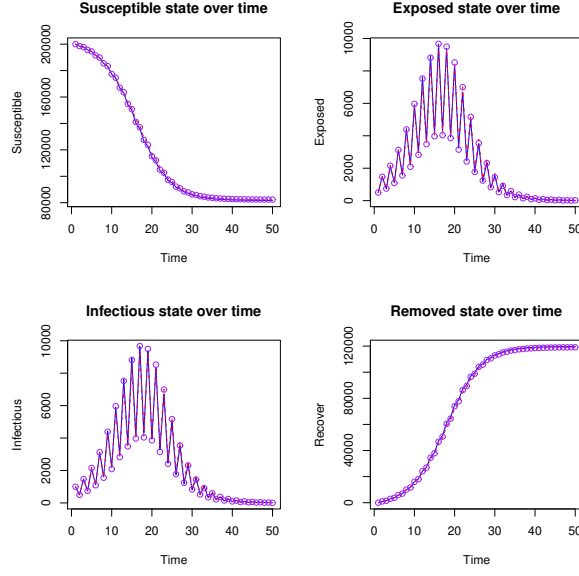 Susceptible state over time
Susceptible
80000 120000 160000 200000
0 10 20 30 40 50
Time
Exposed state over time
Exposed
0 2000 6000 10000
0 10 20 30 40 50
Time
Infectious state over time
Infectious
0 2000 6000 10000
0 10 20 30 40 50
Time
Removed state over time
Recover
0 40000 80000 120000
0 10 20 30 40 50
Time